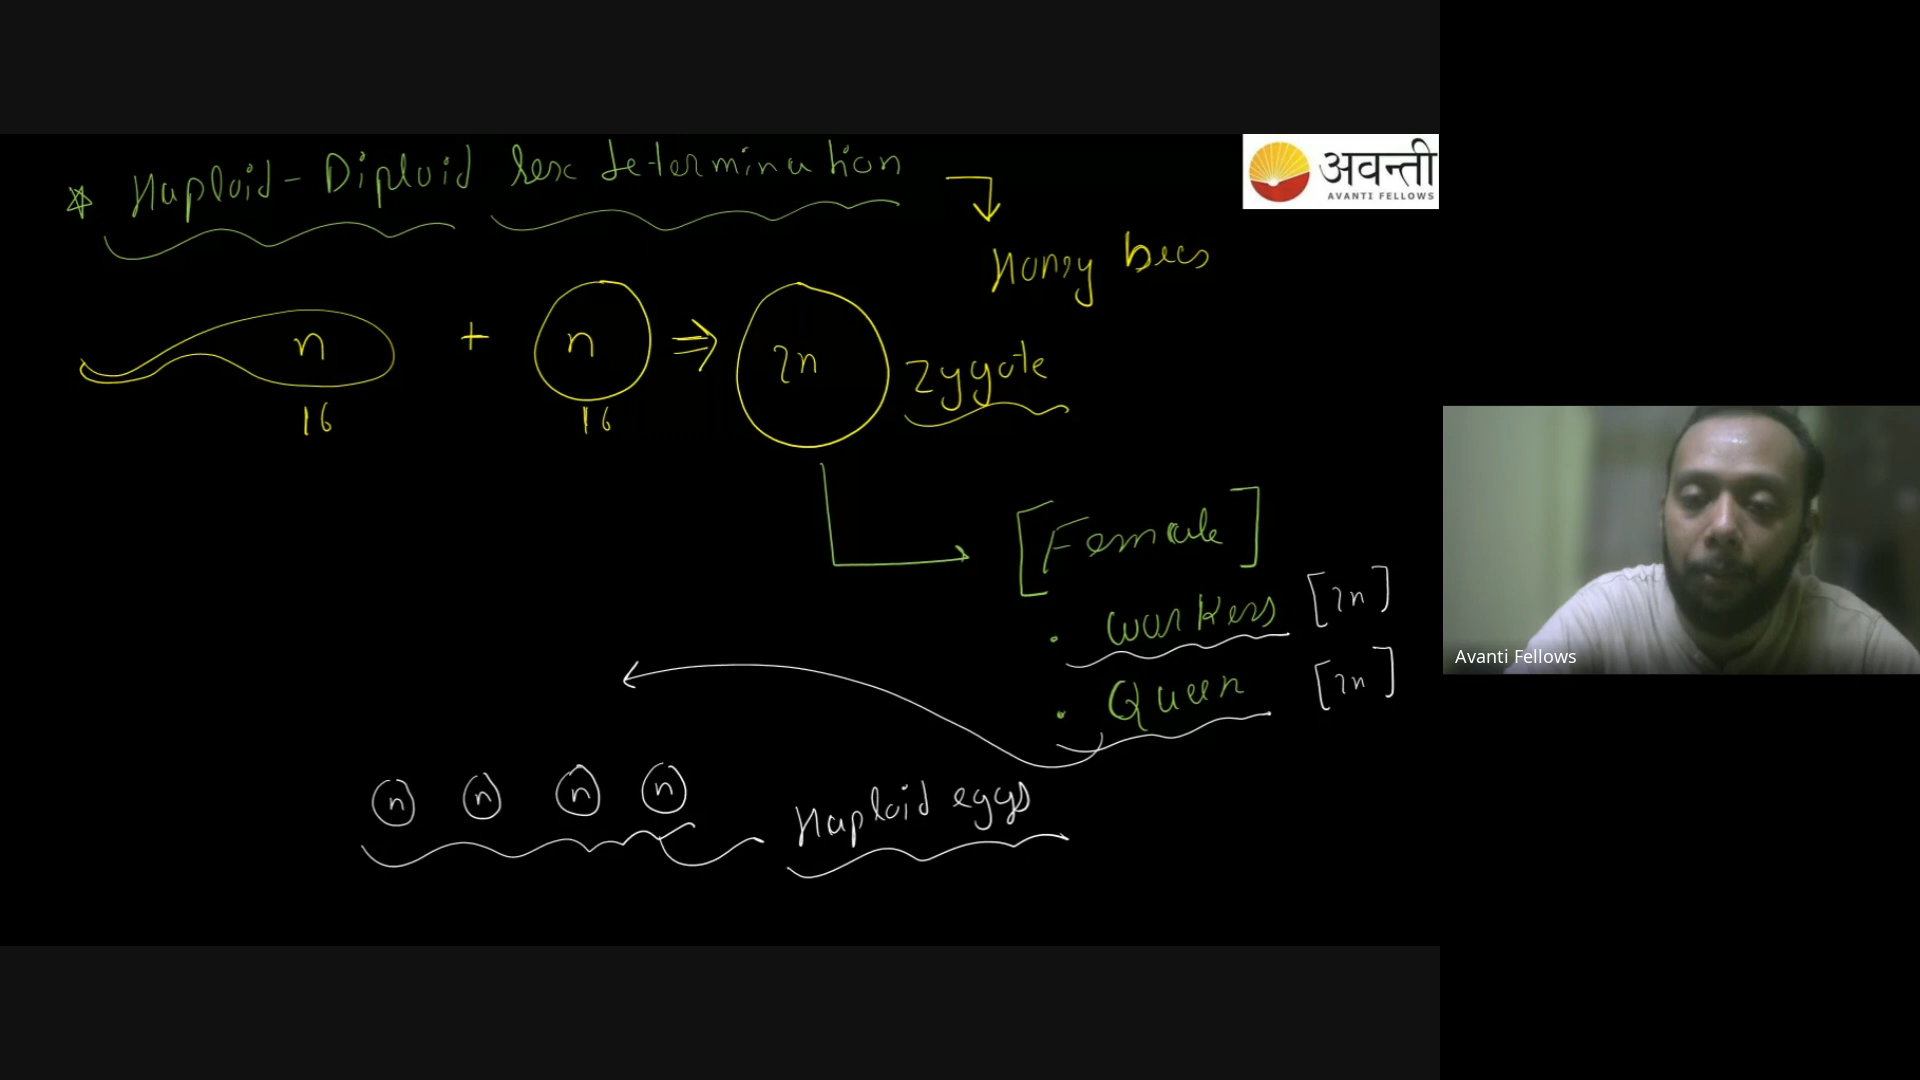 * Haploid-Diploid sex determination
अवन्ती
AVANTI FELLOWS
Honey bees
n + n ⇒ 2n Zygote
16 16
[Female]
• workers [2n]
• Queen [2n]
n n n n Haploid eggs
Avanti Fellows